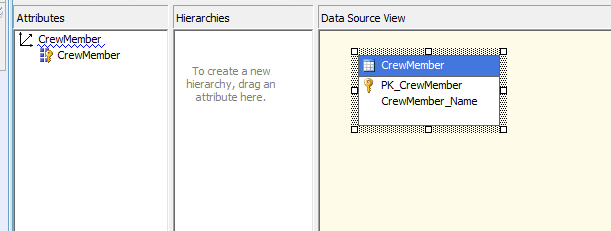 Attributes
CrewMember
CrewMember
Hierarchies
To create a new
hierarchy, drag an
attribute here.
Data Source View
CrewMember
PK_CrewMember
CrewMember_Name